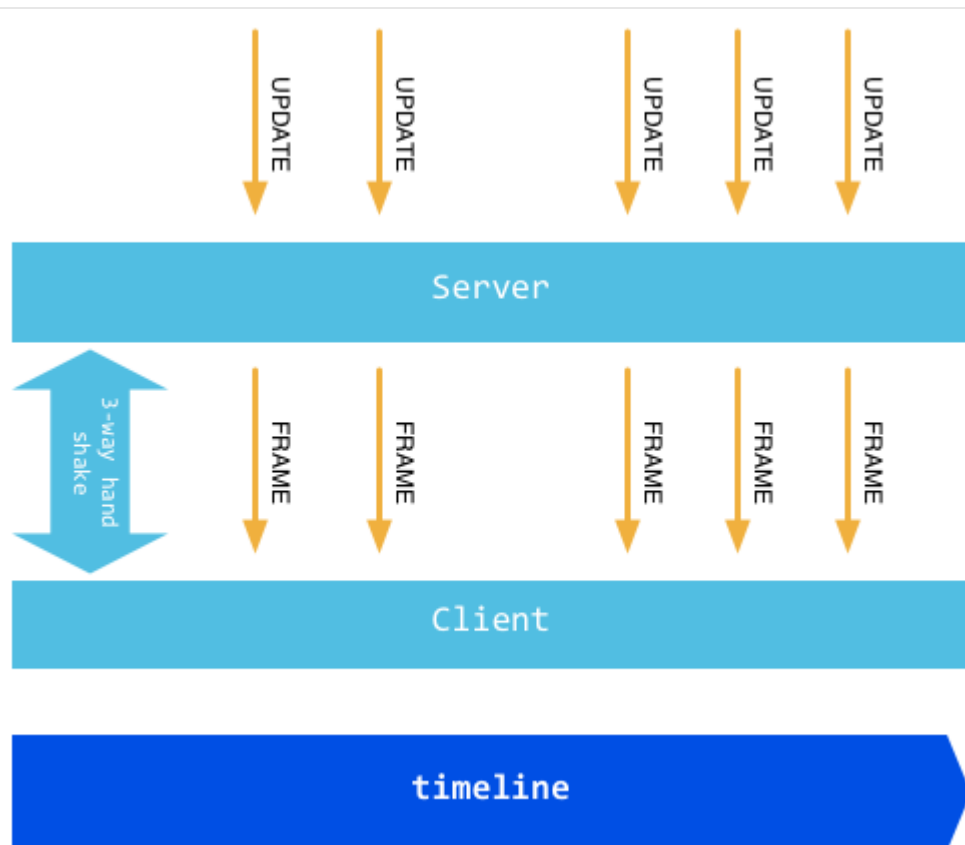 UPDATE
UPDATE
UPDATE
UPDATE
UPDATE
Server
3-way hand
shake
FRAME
FRAME
FRAME
FRAME
FRAME
Client
timeline